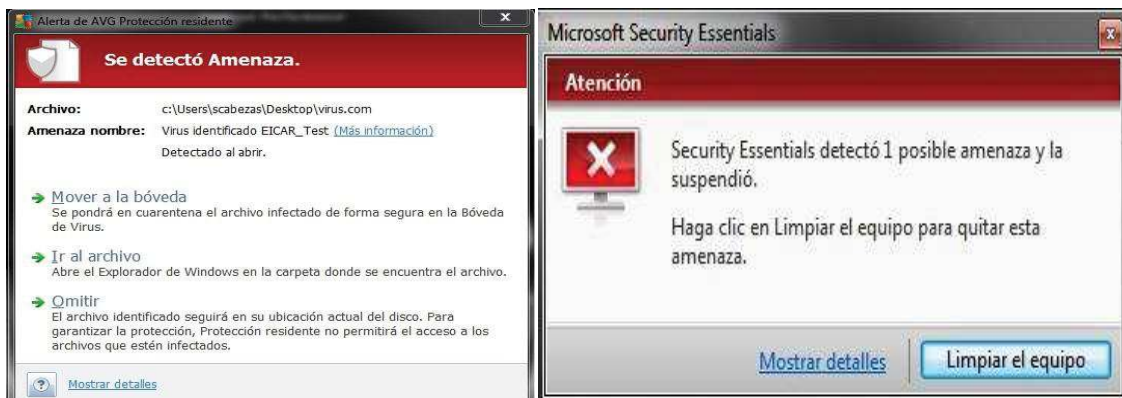 Alerta de AVG Protección residente
Se detectó Amenaza.
Archivo: c:\Users\scabezas\Desktop\virus.com
Amenaza nombre: Virus identificado EICAR_Test (Más información)
Detectado al abrir.
Mover a la bóveda
Se pondrá en cuarentena el archivo infectado de forma segura en la Bóveda
de Virus.
Ir al archivo
Abre el Explorador de Windows en la carpeta donde se encuentra el archivo.
Omitir
El archivo identificado seguirá en su ubicación actual del disco. Para
garantizar la protección, Protección residente no permitirá el acceso a los
archivos que estén infectados.
Mostrar detalles
Microsoft Security Essentials
Atención
Security Essentials detectó 1 posible amenaza y la
suspendió.
Haga clic en Limpiar el equipo para quitar esta
amenaza.
Mostrar detalles
Limpiar el equipo